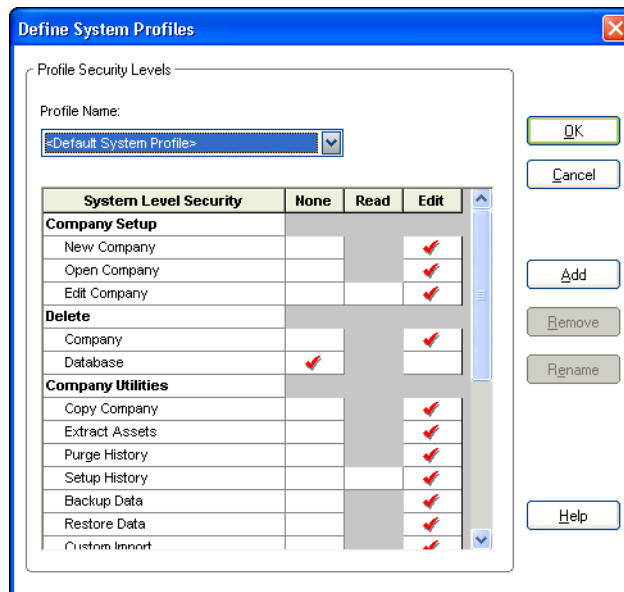 Define System Profiles
Profile Security Levels
Profile Name:
<Default System Profile>
OK
Cancel
System Level Security None Read Edit
Company Setup
New Company
Open Company
Edit Company
Add
Delete
Company
Database
Remove
Rename
Company Utilities
Copy Company
Extract Assets
Purge History
Setup History
Backup Data
Restore Data
Custom Import
Help